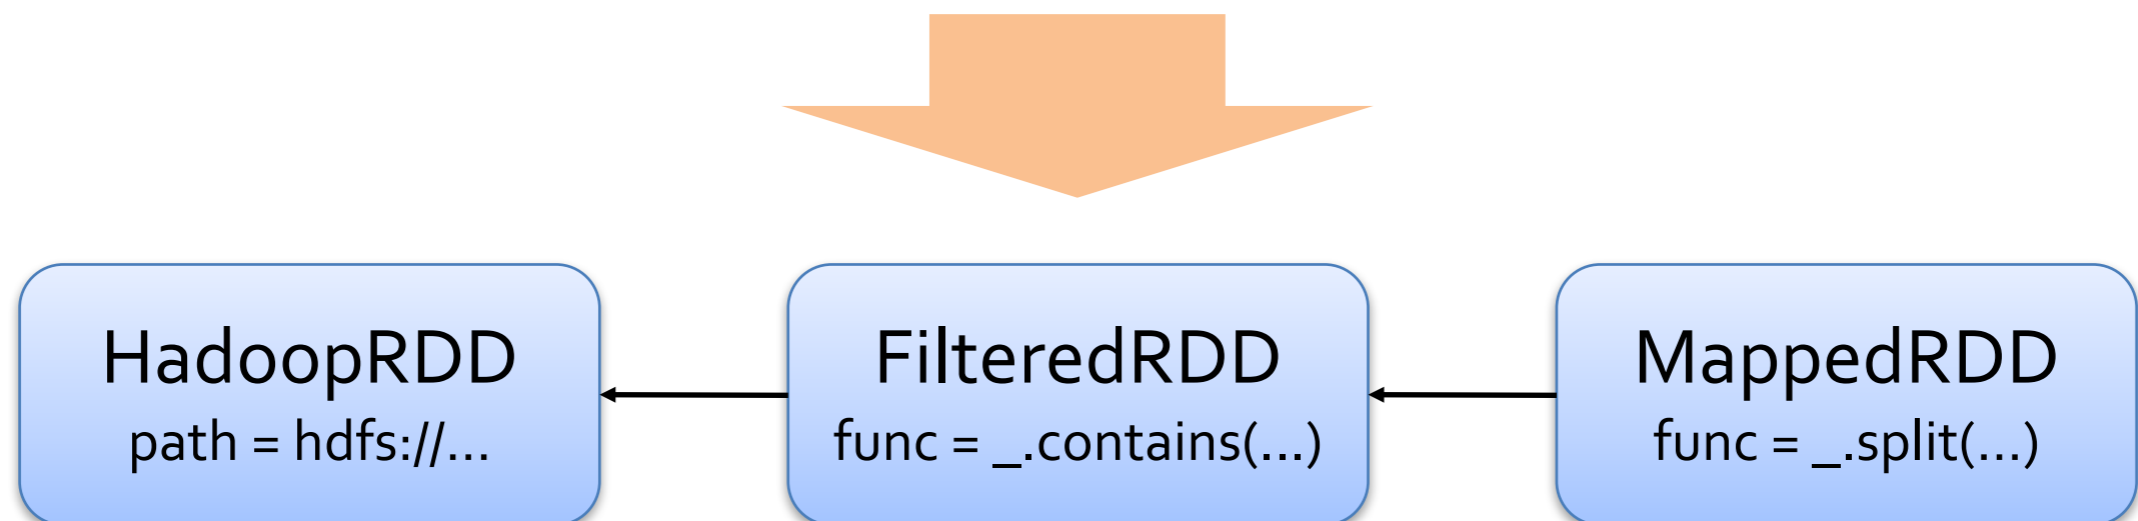 HadoopRDD
path = hdfs://...
FilteredRDD
func = _.contains(...)
MappedRDD
func = _.split(...)